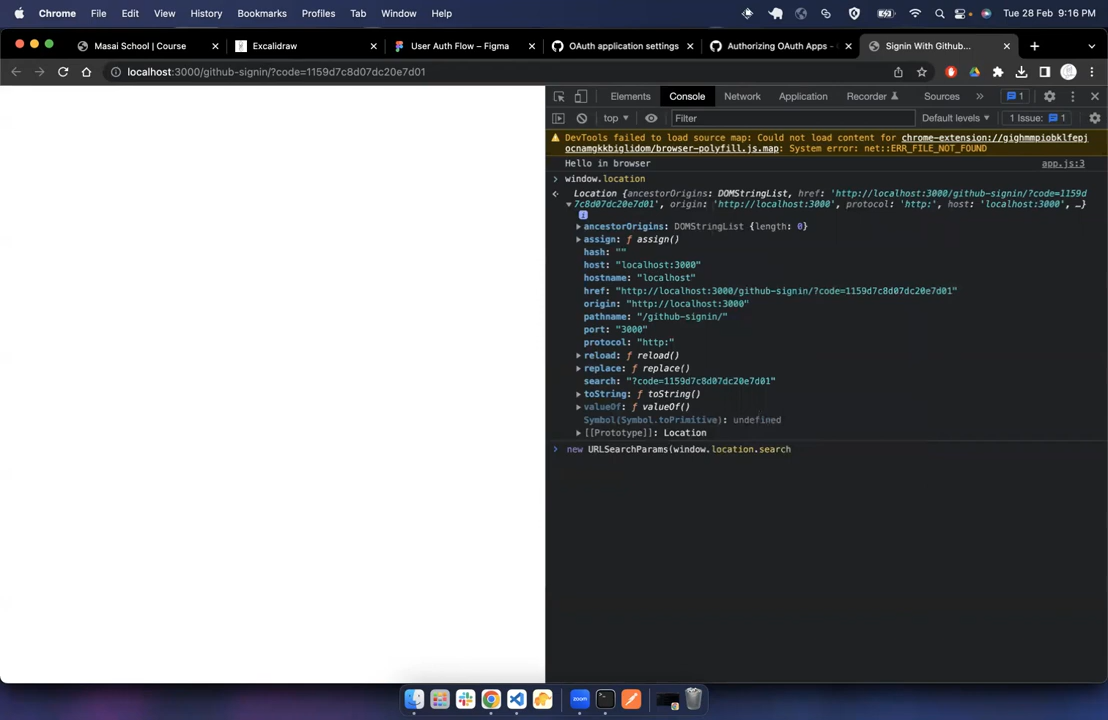 Chrome File Edit View History Bookmarks Profiles Tab Window Help Tue 28 Feb 9:16 PM
Masai School | Course Excalidraw User Auth Flow – Figma OAuth application settings Authorizing OAuth Apps - Signin With Github...
localhost:3000/github-signin/?code=1159d7c8d07dc20e7d01
Elements Console Network Application Recorder Sources 1
top Filter Default levels 1 Issue: 1
DevTools failed to load source map: Could not load content for chrome-extension://gighmmpiobklfepj
ocnamgkkbiglidom/browser-polyfill.js.map: System error: net::ERR_FILE_NOT_FOUND
Hello in browser app.js:3
window.location
Location {ancestorOrigins: DOMStringList, href: 'http://localhost:3000/github-signin/?code=1159d
7c8d07dc20e7d01', origin: 'http://localhost:3000', protocol: 'http:', host: 'localhost:3000', …}
ancestorOrigins: DOMStringList {length: 0}
assign: ƒ assign()
hash: ""
host: "localhost:3000"
hostname: "localhost"
href: "http://localhost:3000/github-signin/?code=1159d7c8d07dc20e7d01"
origin: "http://localhost:3000"
pathname: "/github-signin/"
port: "3000"
protocol: "http:"
reload: ƒ reload()
replace: ƒ replace()
search: "?code=1159d7c8d07dc20e7d01"
toString: ƒ toString()
valueOf: ƒ valueOf()
Symbol(Symbol.toPrimitive): undefined
[[Prototype]]: Location
new URLSearchParams(window.location.search
zoom